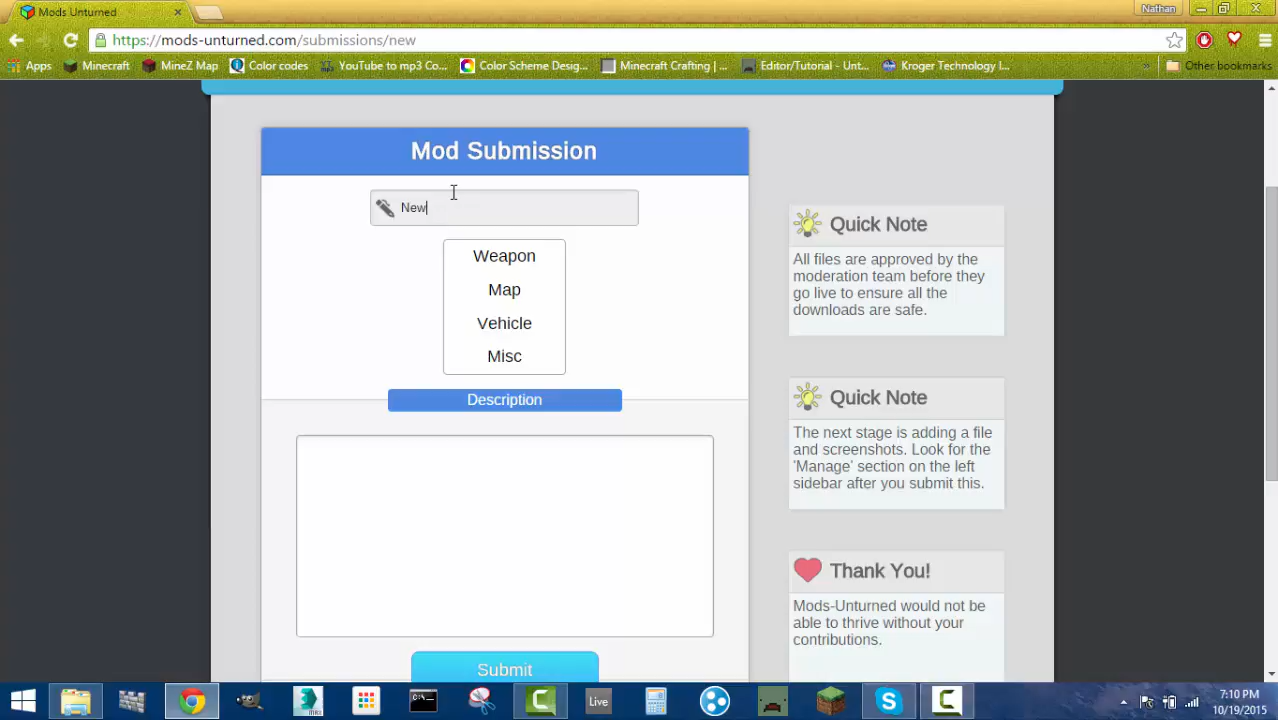 Mods Unturned
Nathan
https://mods-unturned.com/submissions/new
Apps Minecraft MineZ Map Color codes YouTube to mp3 Co... Color Scheme Desig... Minecraft Crafting | ... Editor/Tutorial - Unt... Kroger Technology I... » Other bookmarks
Mod Submission
New
Weapon
Map
Vehicle
Misc
Description
Submit
Quick Note
All files are approved by the
moderation team before they
go live to ensure all the
downloads are safe.
Quick Note
The next stage is adding a file
and screenshots. Look for the
'Manage' section on the left
sidebar after you submit this.
Thank You!
Mods-Unturned would not be
able to thrive without your
contributions.
Live
7:10 PM
10/19/2015